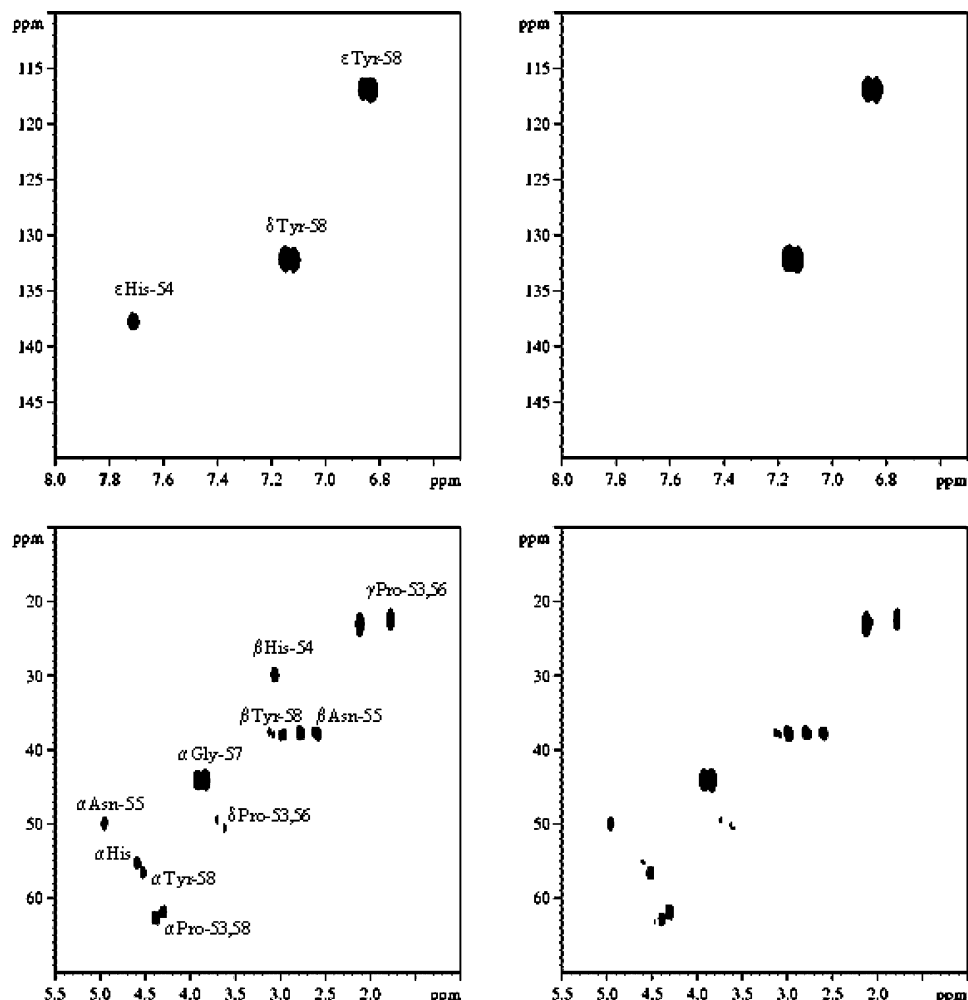 ppm
115
120
125
130
135
140
145
8.0 7.8 7.6 7.4 7.2 7.0 6.8 ppm
εTyr-58
δTyr-58
εHis-54
ppm
115
120
125
130
135
140
145
8.0 7.8 7.6 7.4 7.2 7.0 6.8 ppm
ppm
20
30
40
50
60
5.5 5.0 4.5 4.0 3.5 3.0 2.5 2.0 ppm
γPro-53,56
βHis-54
βTyr-58 βAsn-55
αGly-57
αAsn-55
δPro-53,56
αHis
αTyr-58
αPro-53,58
ppm
20
30
40
50
60
5.5 5.0 4.5 4.0 3.5 3.0 2.5 2.0 ppm